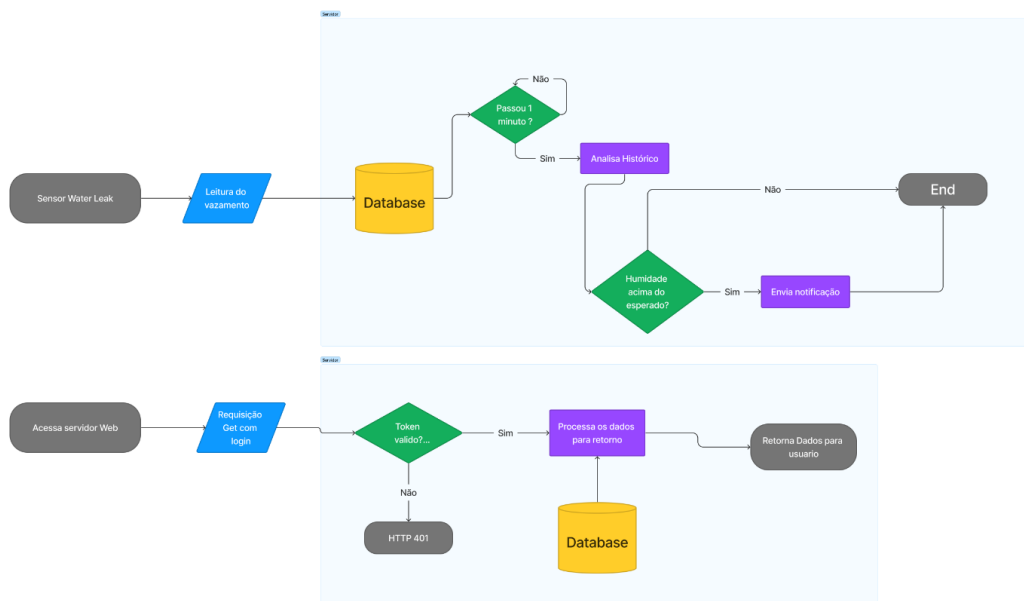 Servidor
Não
Passou 1
minuto ?
Sim
Analisa Histórico
Sensor Water Leak
Leitura do
vazamento
Database
Não
End
Humidade
acima do
esperado?
Sim
Envia notificação
Servidor
Acessa servidor Web
Requisição
Get com
login
Token
valido?...
Sim
Processa os dados
para retorno
Retorna Dados para
usuario
Não
HTTP 401
Database